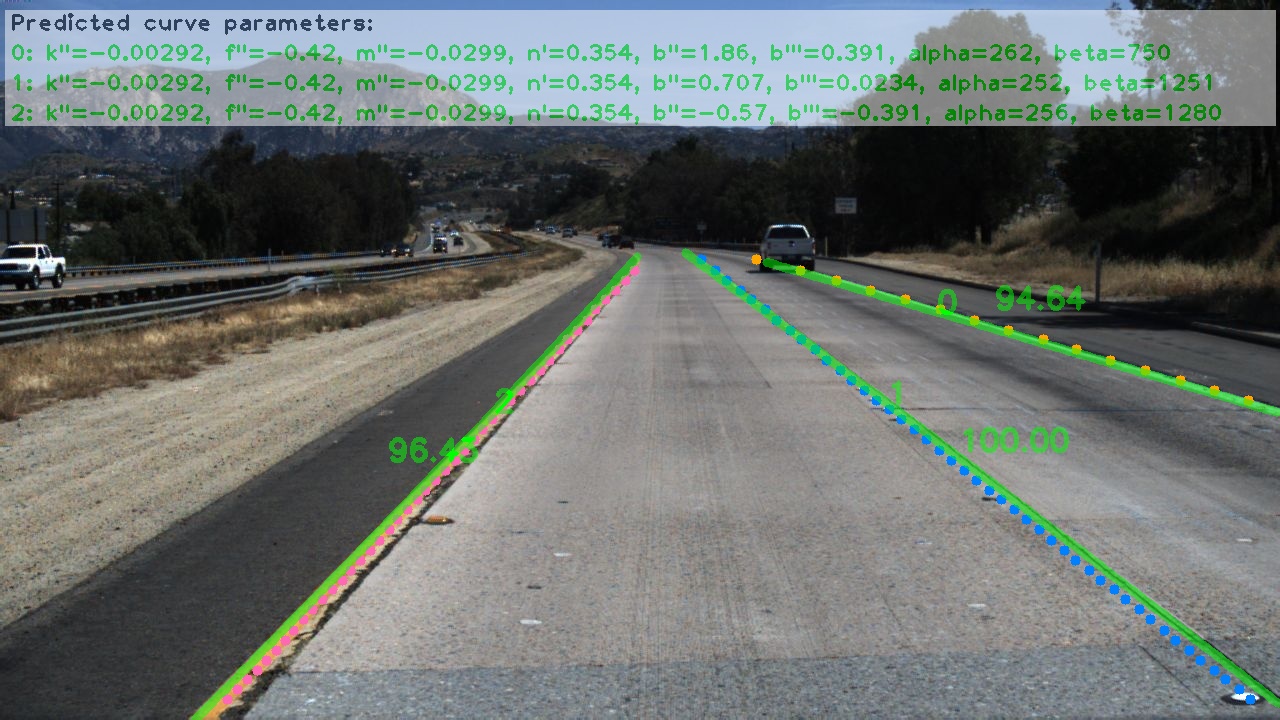 Predicted curve parameters:
0: k''=-0.00292, f''=-0.42, m''=-0.0299, n'=0.354, b''=1.86, b'''=0.391, alpha=262, beta=750
1: k''=-0.00292, f''=-0.42, m''=-0.0299, n'=0.354, b''=0.707, b'''=0.0234, alpha=252, beta=1251
2: k''=-0.00292, f''=-0.42, m''=-0.0299, n'=0.354, b''=-0.57, b'''=-0.391, alpha=256, beta=1280
0 94.64
2 1
100.00